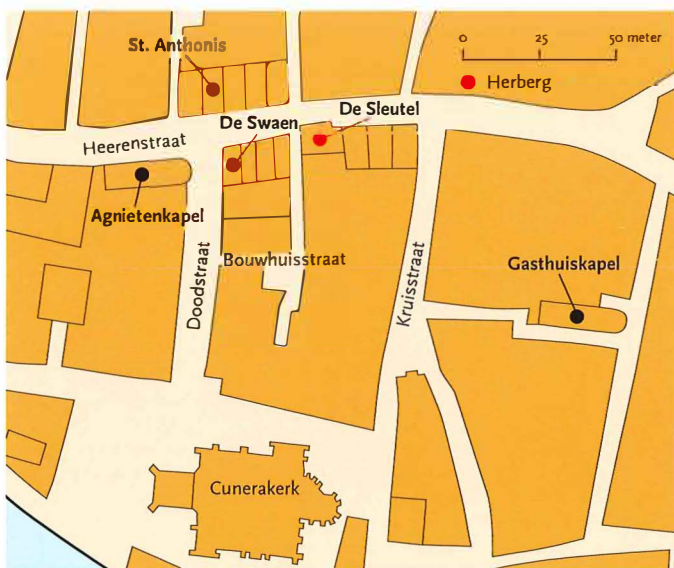 St. Anthonis
0 25 50 meter
Herberg
De Swaen
De Sleutel
Heerenstraat
Agnietenkapel
Doodstraat
Bouwhuisstraat
Kruisstraat
Gasthuiskapel
Cunerakerk